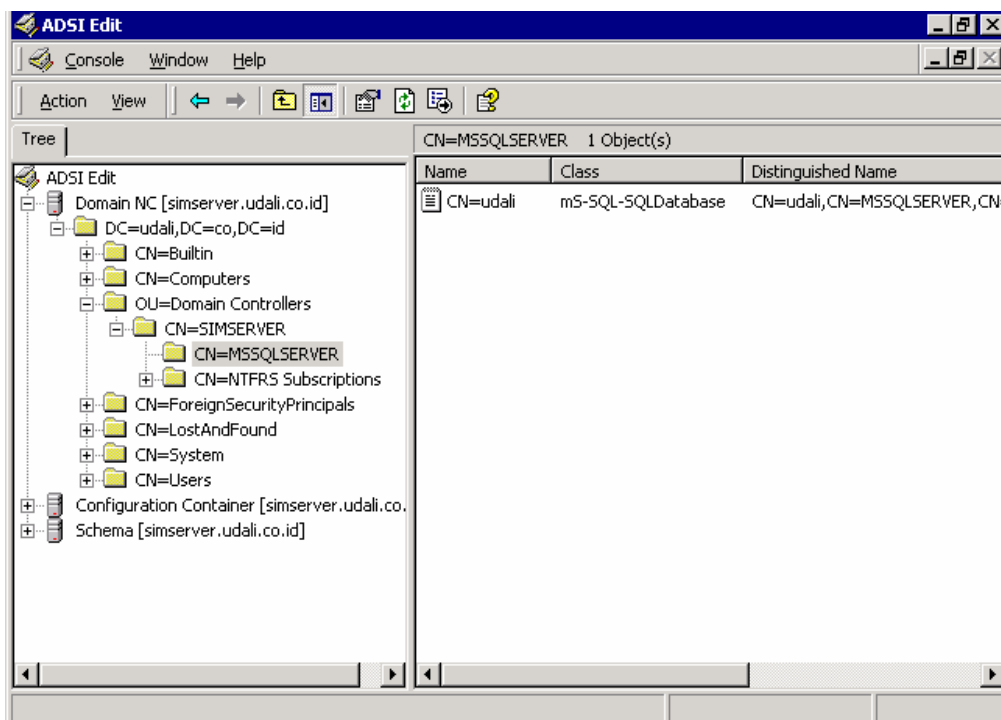 ADSI Edit
Console Window Help
Action View
Tree
CN=MSSQLSERVER 1 Object(s)
Name Class Distinguished Name
CN=udali mS-SQL-SQLDatabase CN=udali,CN=MSSQLSERVER,CN=
ADSI Edit
Domain NC [simserver.udali.co.id]
DC=udali,DC=co,DC=id
CN=Builtin
CN=Computers
OU=Domain Controllers
CN=SIMSERVER
CN=MSSQLSERVER
CN=NTFRS Subscriptions
CN=ForeignSecurityPrincipals
CN=LostAndFound
CN=System
CN=Users
Configuration Container [simserver.udali.co.
Schema [simserver.udali.co.id]